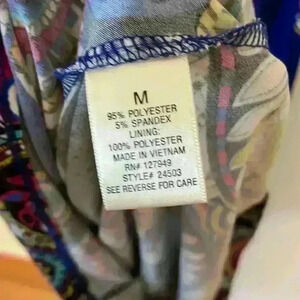 M
95% POLYESTER
5% SPANDEX
LINING:
100% POLYESTER
MADE IN VIETNAM
RN# 127949
STYLE# 24503
SEE REVERSE FOR CARE